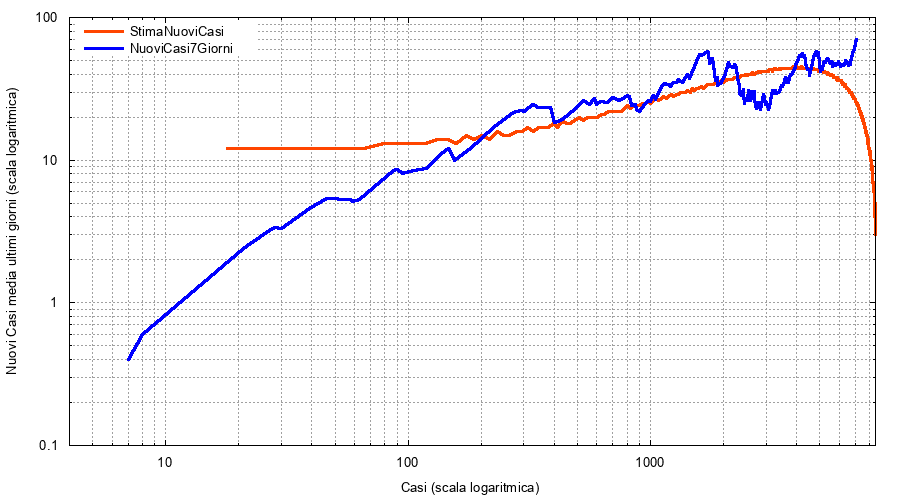 100
StimaNuoviCasi
NuoviCasi7Giorni
10
1
0.1
Nuovi Casi media ultimi giorni (scala logaritmica)
10 100 1000
Casi (scala logaritmica)